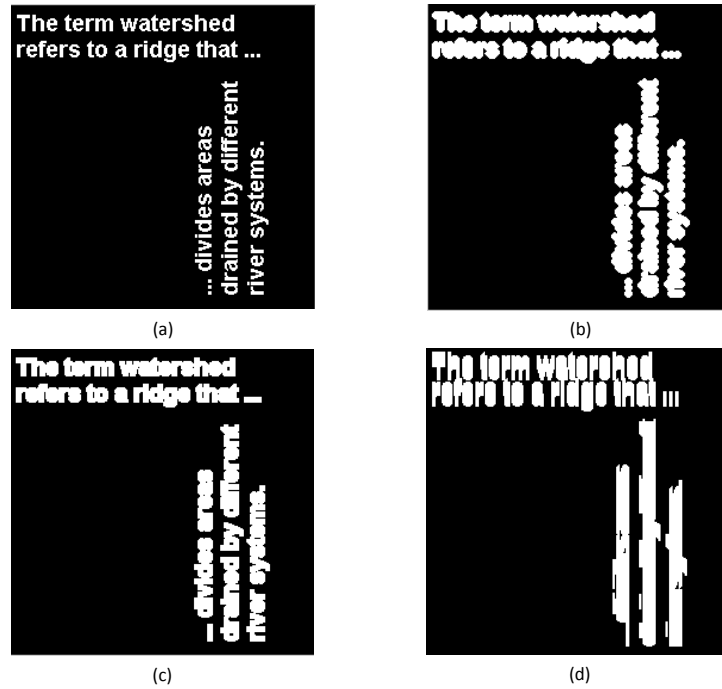 The term watershed
refers to a ridge that ...
... divides areas
drained by different
river systems.
(a)
The term watershed
refers to a ridge that ...
... divides areas
drained by different
river systems.
(b)
The term watershed
refers to a ridge that ...
... divides areas
drained by different
river systems.
(c)
The term watershed
refers to a ridge that ...
(d)